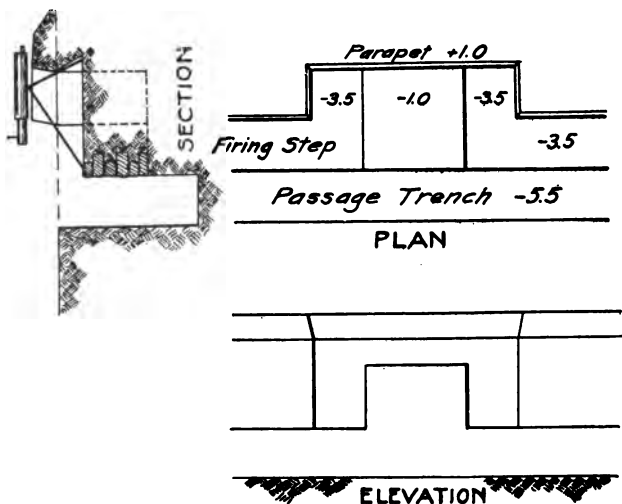 SECTION
Parapet +1.0
-3.5 -1.0 -3.5
Firing Step -3.5
Passage Trench -5.5
PLAN
ELEVATION